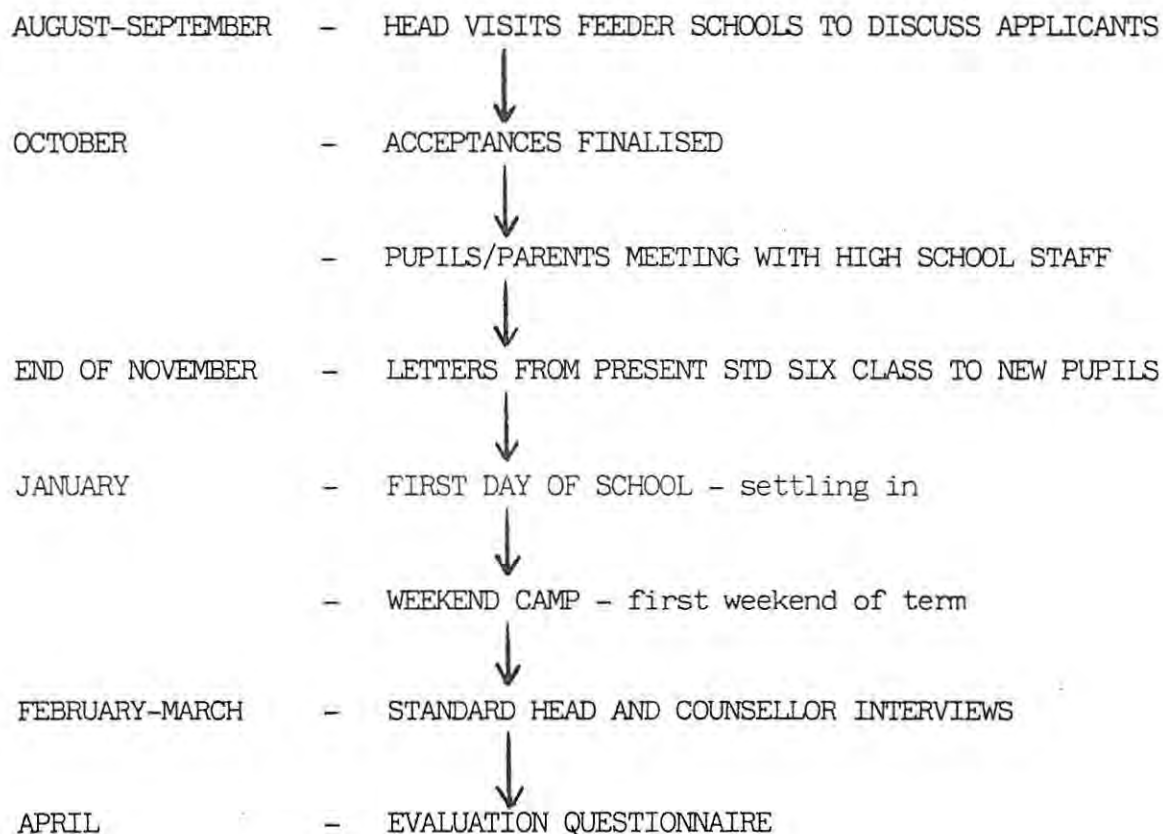 AUGUST-SEPTEMBER - HEAD VISITS FEEDER SCHOOLS TO DISCUSS APPLICANTS
OCTOBER - ACCEPTANCES FINALISED
- PUPILS/PARENTS MEETING WITH HIGH SCHOOL STAFF
END OF NOVEMBER - LETTERS FROM PRESENT STD SIX CLASS TO NEW PUPILS
JANUARY - FIRST DAY OF SCHOOL - settling in
- WEEKEND CAMP - first weekend of term
FEBRUARY-MARCH - STANDARD HEAD AND COUNSELLOR INTERVIEWS
APRIL - EVALUATION QUESTIONNAIRE